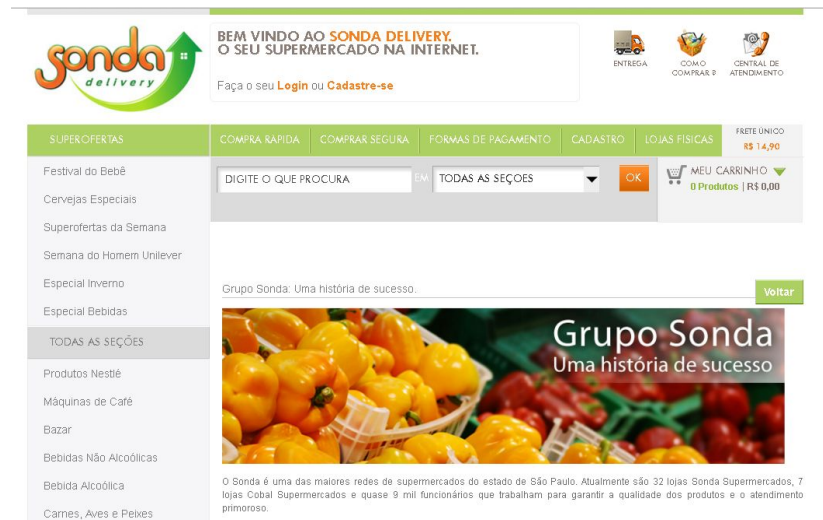 sonda
delivery
BEM VINDO AO SONDA DELIVERY.
O SEU SUPERMERCADO NA INTERNET.
Faça o seu Login ou Cadastre-se
ENTREGA
COMO
COMPRAR ?
CENTRAL DE
ATENDIMENTO
SUPEROFERTAS
COMPRA RÁPIDA
COMPRAR SEGURA
FORMAS DE PAGAMENTO
CADASTRO
LOJAS FÍSICAS
FRETE ÚNICO
R$ 14,90
DIGITE O QUE PROCURA
EM
TODAS AS SEÇOES
OK
MEU CARRINHO
0 Produtos | R$ 0,00
Festival do Bebê
Cervejas Especiais
Superofertas da Semana
Semana do Homem Unilever
Especial Inverno
Especial Bebidas
TODAS AS SEÇÕES
Produtos Nestlé
Máquinas de Café
Bazar
Bebidas Não Alcoólicas
Bebida Alcoólica
Carnes, Aves e Peixes
Grupo Sonda: Uma história de sucesso.
Voltar
Grupo Sonda
Uma história de sucesso
O Sonda é uma das maiores redes de supermercados do estado de São Paulo. Atualmente são 32 lojas Sonda Supermercados, 7
lojas Cobal Supermercados e quase 9 mil funcionários que trabalham para garantir a qualidade dos produtos e o atendimento
primoroso.